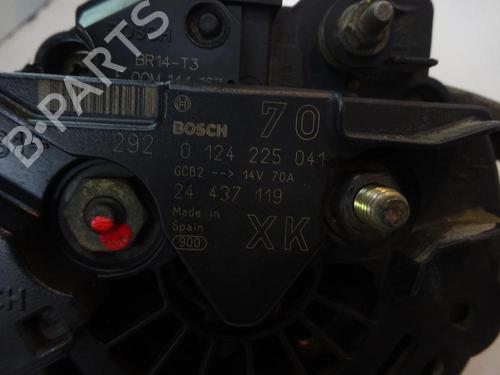 BOSCH
BR14-T3
BOSCH 70
292 0 124 225 041
GCB2 --> 14V 70A
24 437 119
Made in
Spain
900
XK
B-PARTS